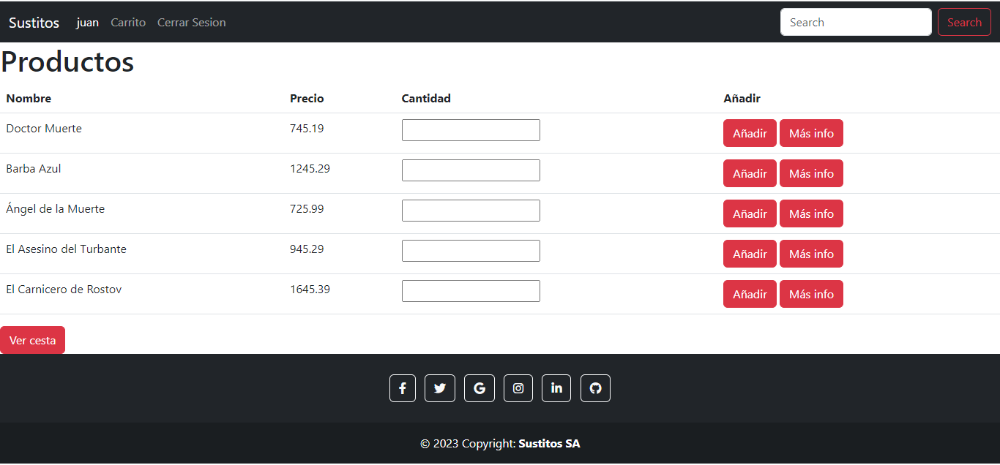 Sustitos juan Carrito Cerrar Sesion Search Search
Productos
Nombre Precio Cantidad Añadir
Doctor Muerte 745.19 Añadir Más info
Barba Azul 1245.29 Añadir Más info
Ángel de la Muerte 725.99 Añadir Más info
El Asesino del Turbante 945.29 Añadir Más info
El Carnicero de Rostov 1645.39 Añadir Más info
Ver cesta
© 2023 Copyright: Sustitos SA